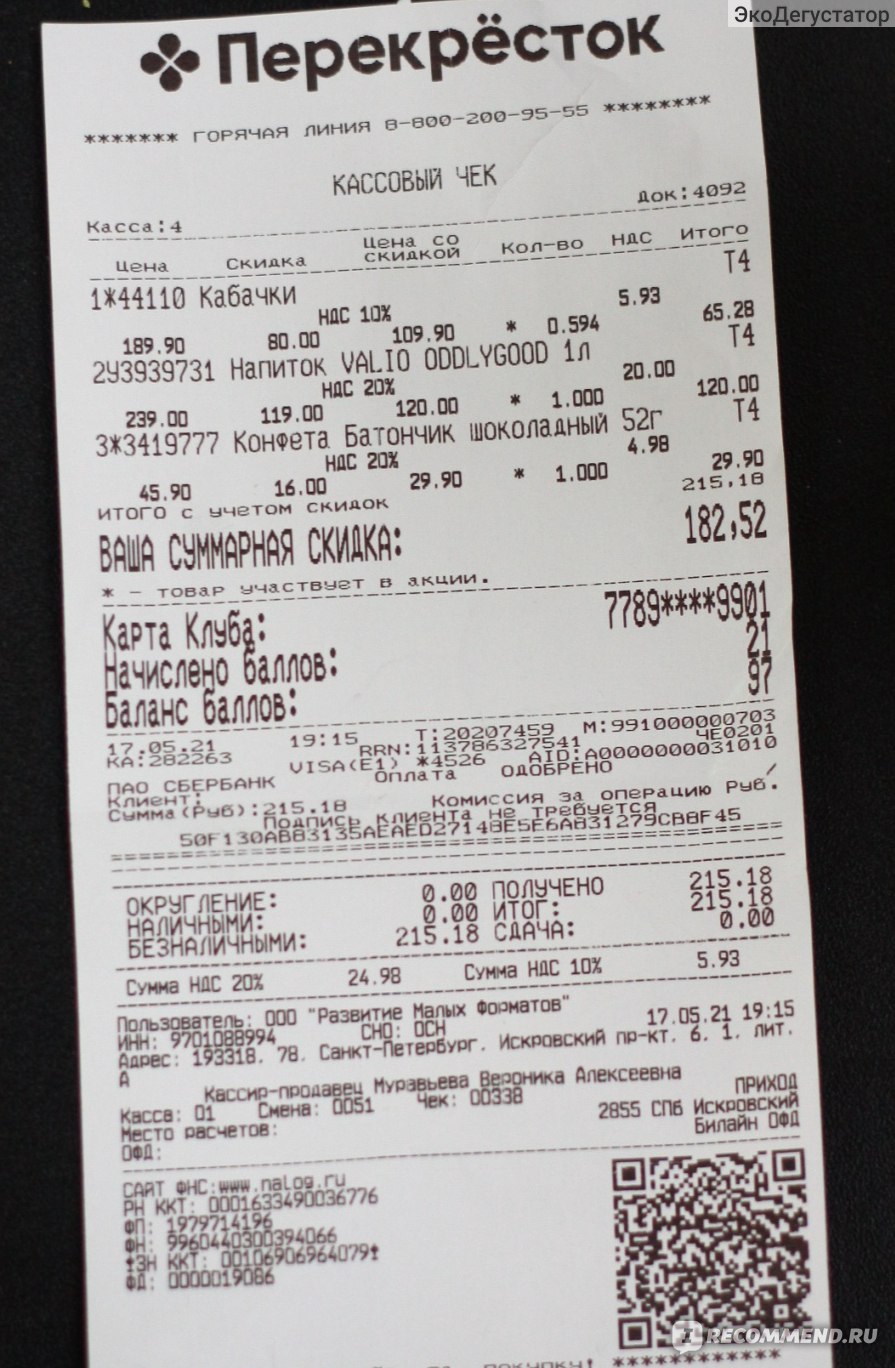 ЭкоДегустатор
Перекрёсток
******* ГОРЯЧАЯ ЛИНИЯ 8-800-200-95-55 ********
КАССОВЫЙ ЧЕК
Касса:4 Док:4092
Цена Скидка Цена со скидкой Кол-во НДС Итого
1*44110 Кабачки Т4
НДС 10% 5.93
189.90 80.00 109.90 * 0.594 65.28
2У3939731 Напиток VALIO ODDLYGOOD 1л Т4
НДС 20% 20.00
239.00 119.00 120.00 * 1.000 120.00
3*3419777 Конфета Батончик шоколадный 52г Т4
НДС 20% 4.98
45.90 16.00 29.90 * 1.000 29.90
ИТОГО С УЧЕТОМ СКИДОК 215,18
ВАША СУММАРНАЯ СКИДКА: 182,52
* - товар участвует в акции.
Карта Клуба: 7789****9901
Начислено баллов: 21
Баланс баллов: 97
17.05.21 19:15 Т:20207459 М:991000000703
КА:282263 RRN:113786327541 ЧЕ0201
VISA(E1) *4526 AID:A0000000031010
ПАО СБЕРБАНК Оплата ОДОБРЕНО
Клиент:
Сумма(Руб):215.18 Комиссия за операцию Руб.
Подпись клиента не требуется
50F130AB83135AEAED27148E5E6A831279CB8F45
ОКРУГЛЕНИЕ: 0.00 ПОЛУЧЕНО 215.18
НАЛИЧНЫМИ: 0.00 ИТОГ: 215.18
БЕЗНАЛИЧНЫМИ: 215.18 СДАЧА: 0.00
Сумма НДС 20% 24.98 Сумма НДС 10% 5.93
Пользователь: ООО "Развитие Малых Форматов"
ИНН: 9701088994 СНО: ОСН 17.05.21 19:15
Адрес: 193318, 78, Санкт-Петербург, Искровский пр-кт, 6, 1, лит.
А
Кассир-продавец Муравьева Вероника Алексеевна
Касса: 01 Смена: 0051 Чек: 00338 ПРИХОД
Место расчетов: 2855 СПб Искровский
ОФД: Билайн ОФД
САЙТ ФНС:www.nalog.ru
РН ККТ: 0001633490036776
ФП: 1979714196
ФН: 9960440300394066
ЗН ККТ: 00106906964079
ФД: 0000019086
покупку! ************
RECOMMEND.RU